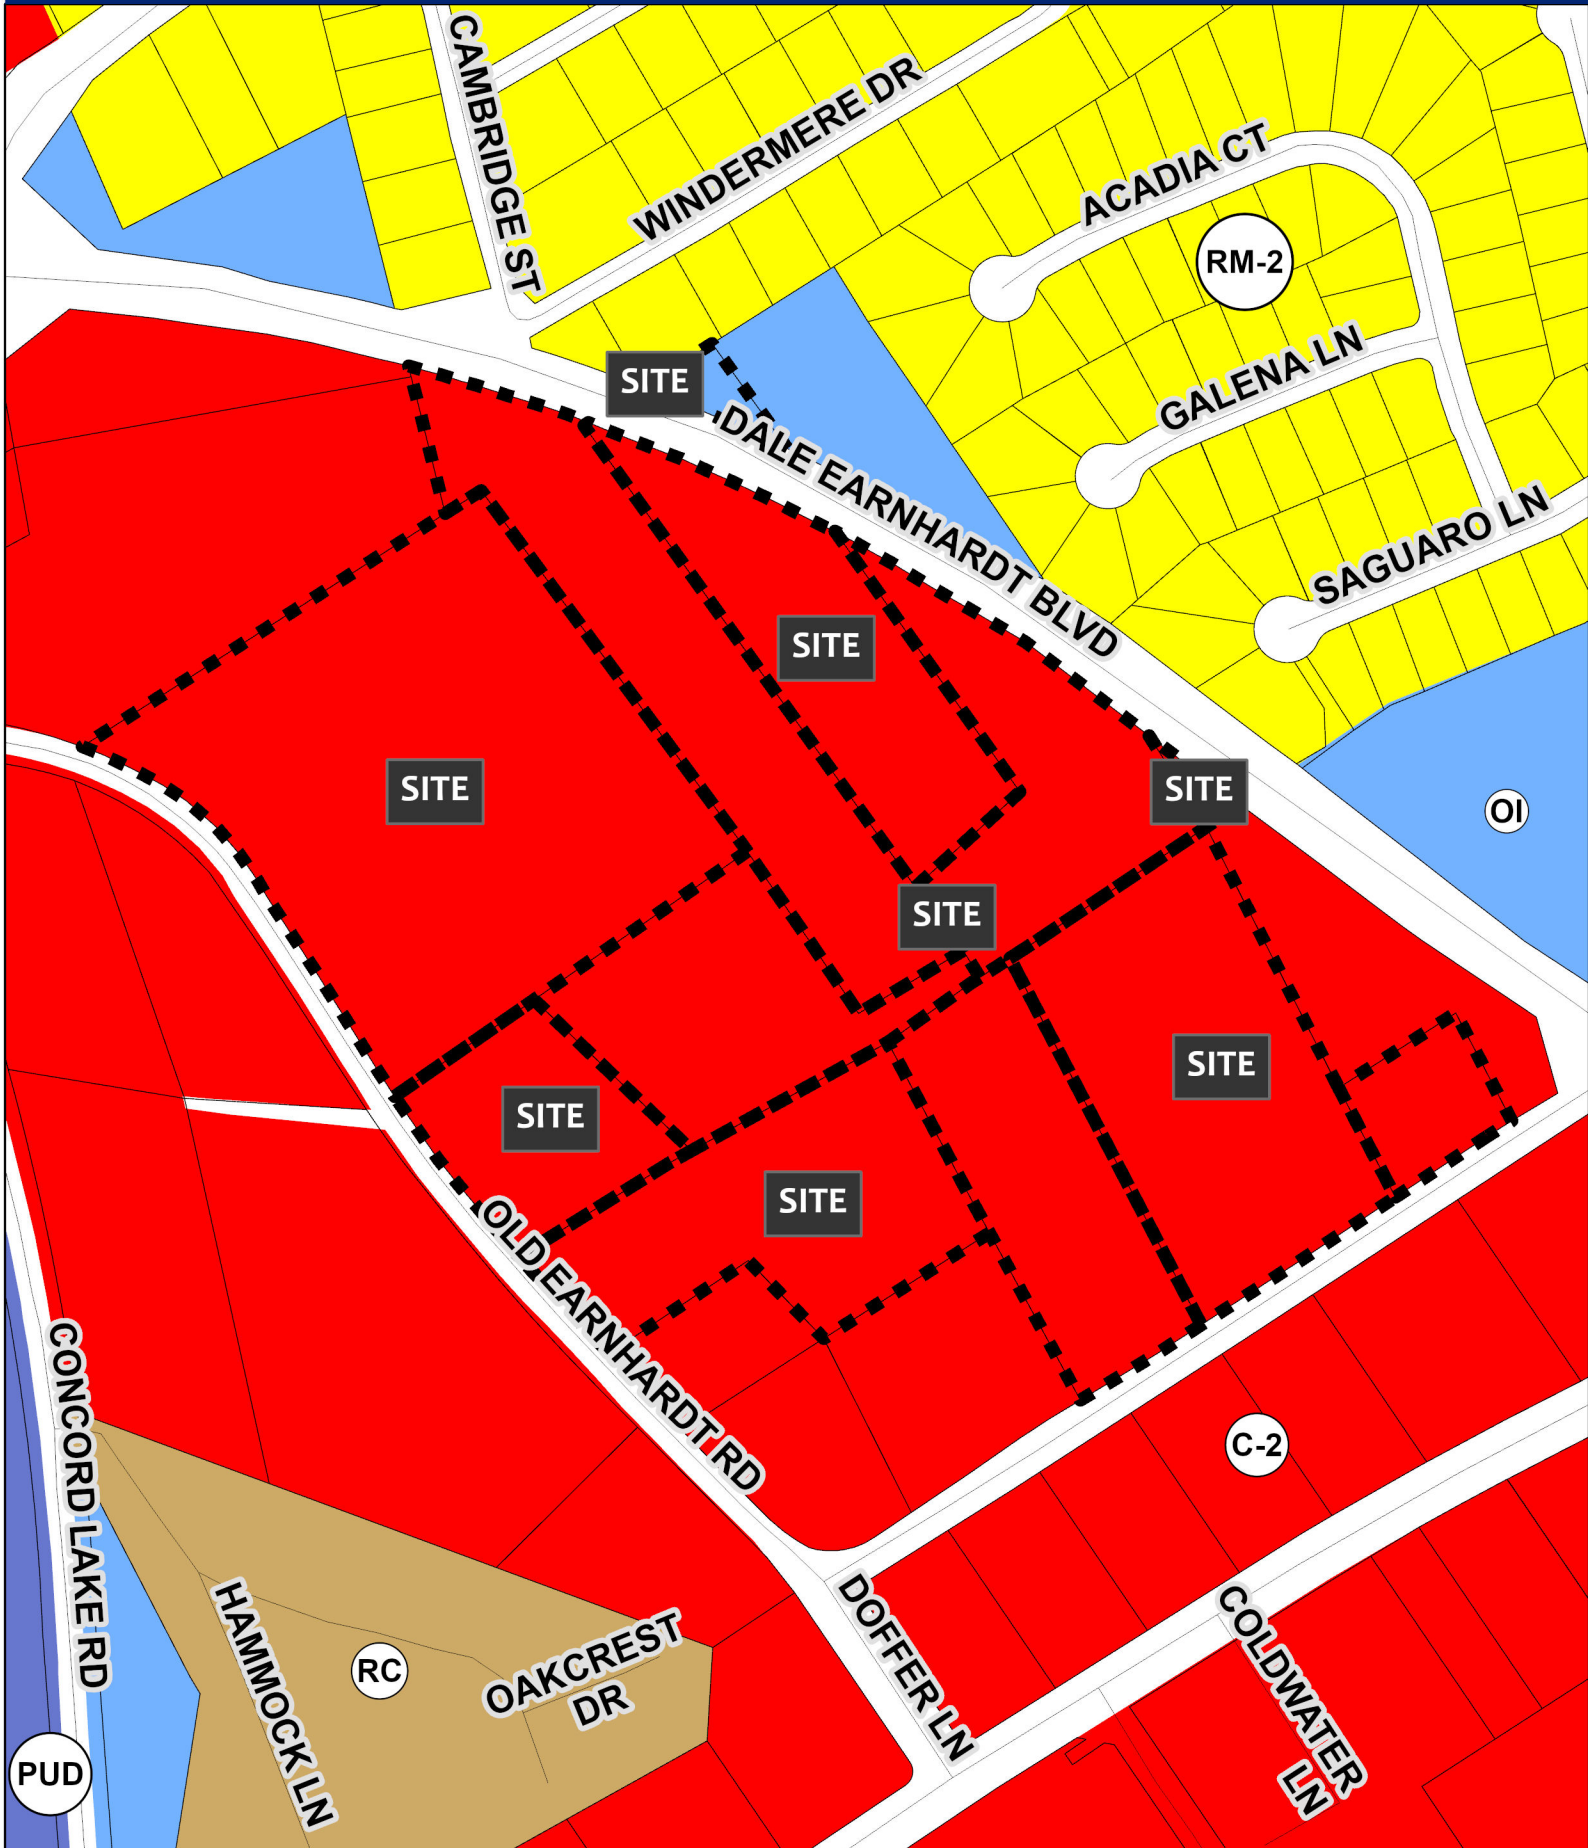 CAMBRIDGE ST
WINDERMERE DR
ACADIA CT
RM-2
GALENA LN
SITE
DALE EARNHARDT BLVD
SAGUARO LN
SITE
SITE
SITE
OI
SITE
SITE
SITE
SITE
OLD EARNHARDT RD
CONCORD LAKE RD
C-2
HAMMOCK LN
RC
OAKCREST
DR
DOFFER LN
COLDWATER
LN
PUD